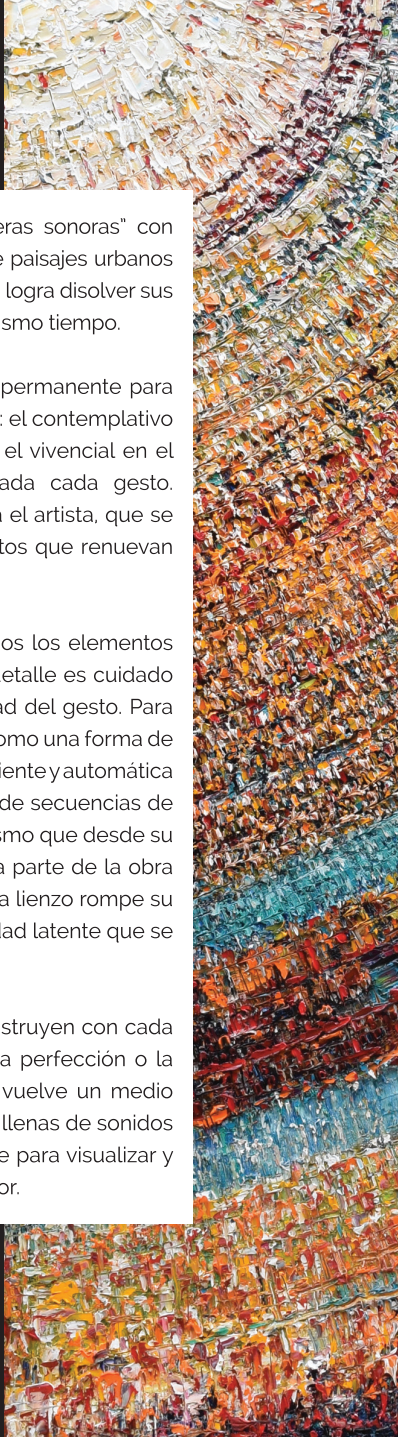 eras sonoras" con
e paisajes urbanos
logra disolver sus
ismo tiempo.
permanente para
: el contemplativo
el vivencial en el
ada cada gesto.
a el artista, que se
tos que renuevan
os los elementos
etalle es cuidado
ad del gesto. Para
omo una forma de
iente y automática
de secuencias de
smo que desde su
a parte de la obra
a lienzo rompe su
dad latente que se
struyen con cada
a perfección o la
vuelve un medio
llenas de sonidos
e para visualizar y
or.